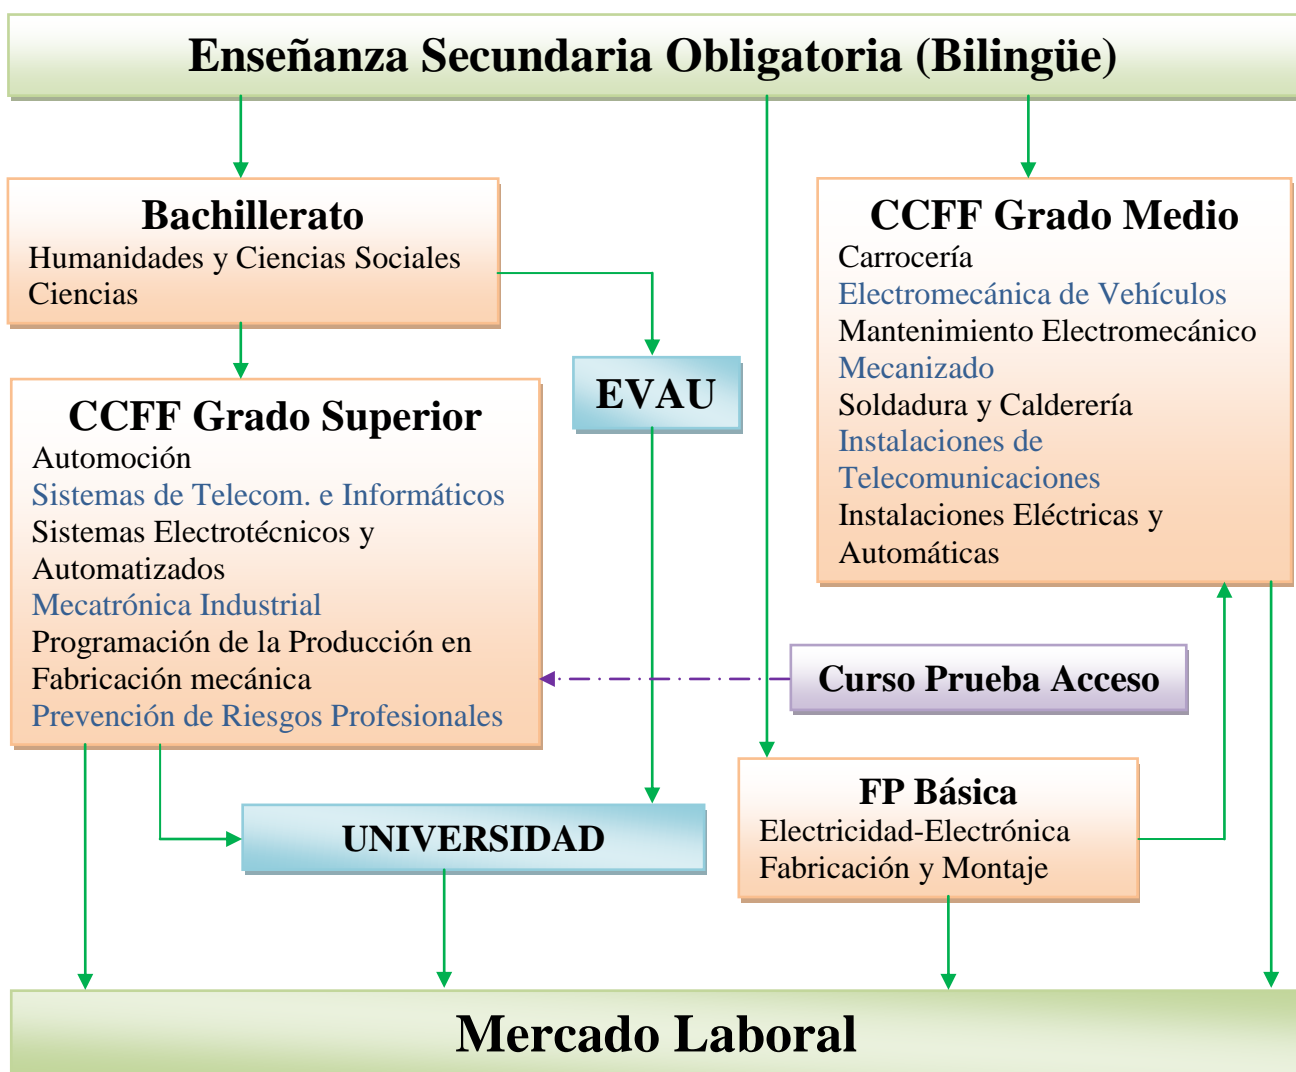 Enseñanza Secundaria Obligatoria (Bilingüe)
Bachillerato
Humanidades y Ciencias Sociales
Ciencias
CCFF Grado Medio
Carrocería
Electromecánica de Vehículos
Mantenimiento Electromecánico
Mecanizado
Soldadura y Calderería
Instalaciones de
Telecomunicaciones
Instalaciones Eléctricas y
Automáticas
EVAU
CCFF Grado Superior
Automoción
Sistemas de Telecom. e Informáticos
Sistemas Electrotécnicos y
Automatizados
Mecatrónica Industrial
Programación de la Producción en
Fabricación mecánica
Prevención de Riesgos Profesionales
Curso Prueba Acceso
FP Básica
Electricidad-Electrónica
Fabricación y Montaje
UNIVERSIDAD
Mercado Laboral